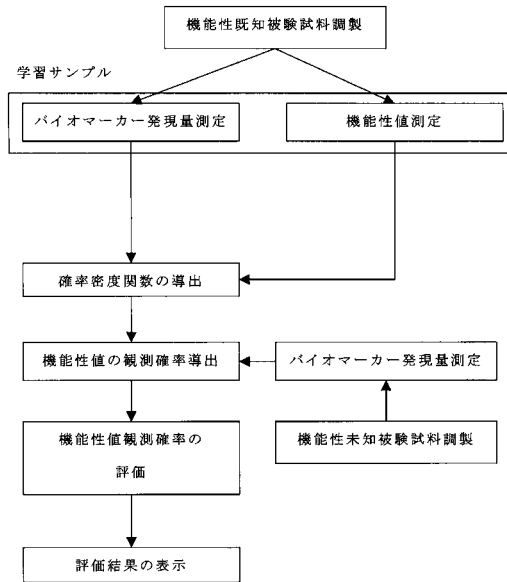 機能性既知被験試料調製
学習サンプル
バイオマーカー発現量測定
機能性値測定
確率密度関数の導出
機能性値の観測確率導出
バイオマーカー発現量測定
機能性値観測確率の
評価
機能性未知被験試料調製
評価結果の表示